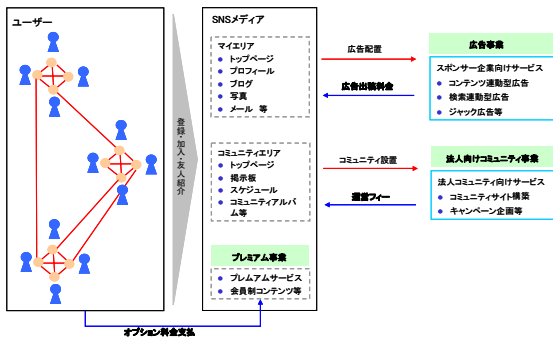 ユーザー
登録・加入・友人紹介
SNSメディア
マイエリア
トップページ
プロフィール
ブログ
写真
メール 等
コミュニティエリア
トップページ
掲示板
スケジュール
コミュニティアルバ
ム等
プレミアム事業
プレムアムサービス
会員制コンテンツ等
オプション料金支払
広告配置
広告出稿料金
コミュニティ設置
運営フィー
広告事業
スポンサー企業向けサービス
コンテンツ連動型広告
検索連動型広告
ジャック広告等
法人向けコミュニティ事業
法人コミュニティ向けサービス
コミュティサイト構築
キャンペーン企画等